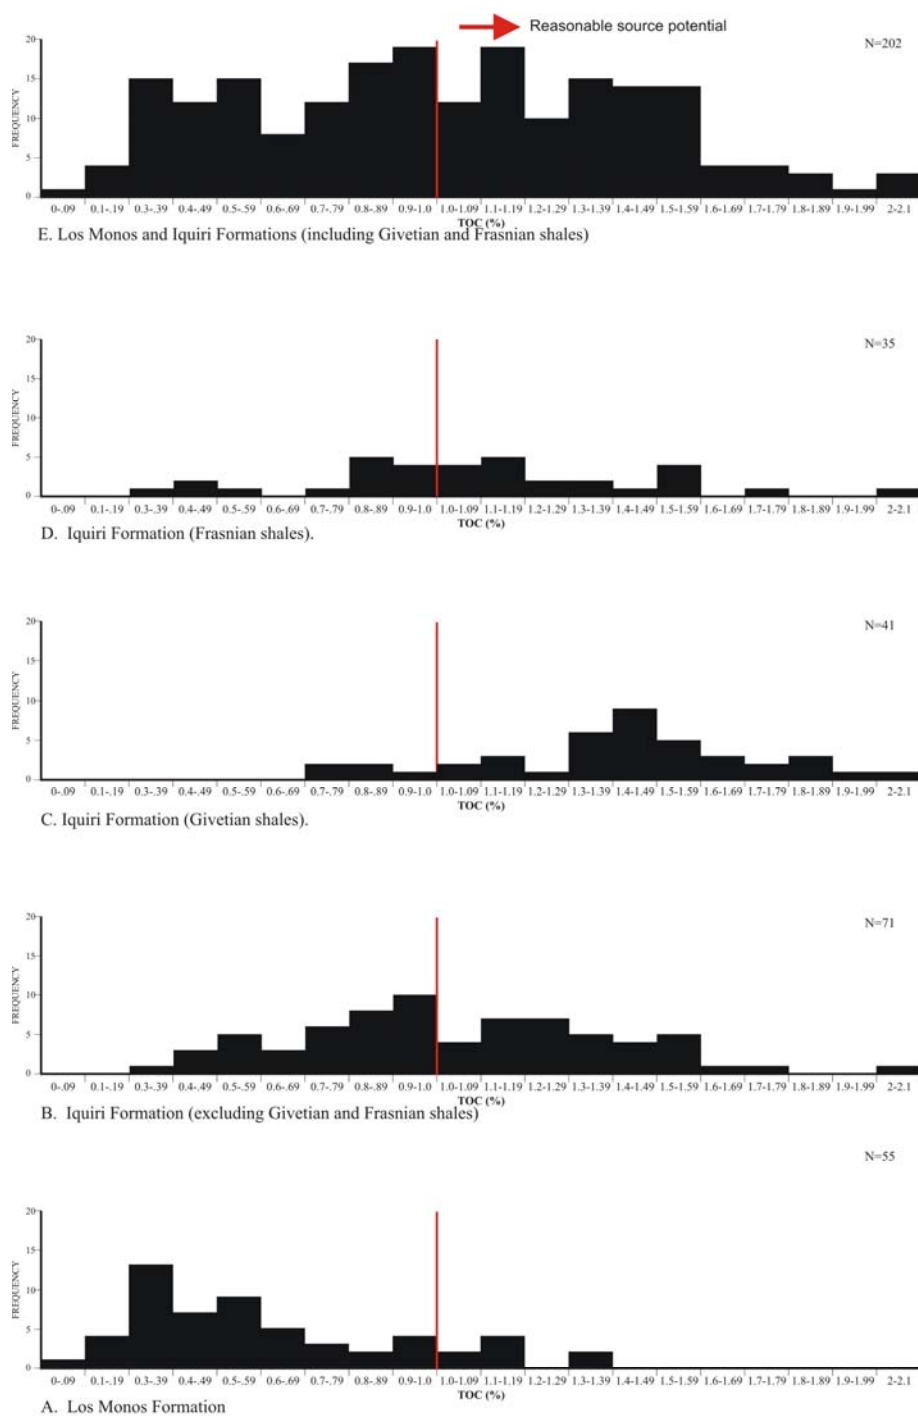 Reasonable source potential
N=202
FREQUENCY
20
15
10
5
0
0-.09 0.1-.19 0.3-.39 0.4-.49 0.5-.59 0.6-.69 0.7-.79 0.8-.89 0.9-1.0 1.0-1.09 1.1-1.19 1.2-1.29 1.3-1.39 1.4-1.49 1.5-1.59 1.6-1.69 1.7-1.79 1.8-1.89 1.9-1.99 2-2.1
TOC (%)
E. Los Monos and Iquiri Formations (including Givetian and Frasnian shales)
N=35
FREQUENCY
20
15
10
5
0
0-.09 0.1-.19 0.3-.39 0.4-.49 0.5-.59 0.6-.69 0.7-.79 0.8-.89 0.9-1.0 1.0-1.09 1.1-1.19 1.2-1.29 1.3-1.39 1.4-1.49 1.5-1.59 1.6-1.69 1.7-1.79 1.8-1.89 1.9-1.99 2-2.1
TOC (%)
D. Iquiri Formation (Frasnian shales).
N=41
FREQUENCY
20
15
10
5
0
0-.09 0.1-.19 0.3-.39 0.4-.49 0.5-.59 0.6-.69 0.7-.79 0.8-.89 0.9-1.0 1.0-1.09 1.1-1.19 1.2-1.29 1.3-1.39 1.4-1.49 1.5-1.59 1.6-1.69 1.7-1.79 1.8-1.89 1.9-1.99 2-2.1
TOC (%)
C. Iquiri Formation (Givetian shales).
N=71
FREQUENCY
20
15
10
5
0
0-.09 0.1-.19 0.3-.39 0.4-.49 0.5-.59 0.6-.69 0.7-.79 0.8-.89 0.9-1.0 1.0-1.09 1.1-1.19 1.2-1.29 1.3-1.39 1.4-1.49 1.5-1.59 1.6-1.69 1.7-1.79 1.8-1.89 1.9-1.99 2-2.1
TOC (%)
B. Iquiri Formation (excluding Givetian and Frasnian shales)
N=55
FREQUENCY
20
15
10
5
0
0-.09 0.1-.19 0.3-.39 0.4-.49 0.5-.59 0.6-.69 0.7-.79 0.8-.89 0.9-1.0 1.0-1.09 1.1-1.19 1.2-1.29 1.3-1.39 1.4-1.49 1.5-1.59 1.6-1.69 1.7-1.79 1.8-1.89 1.9-1.99 2-2.1
TOC (%)
A. Los Monos Formation